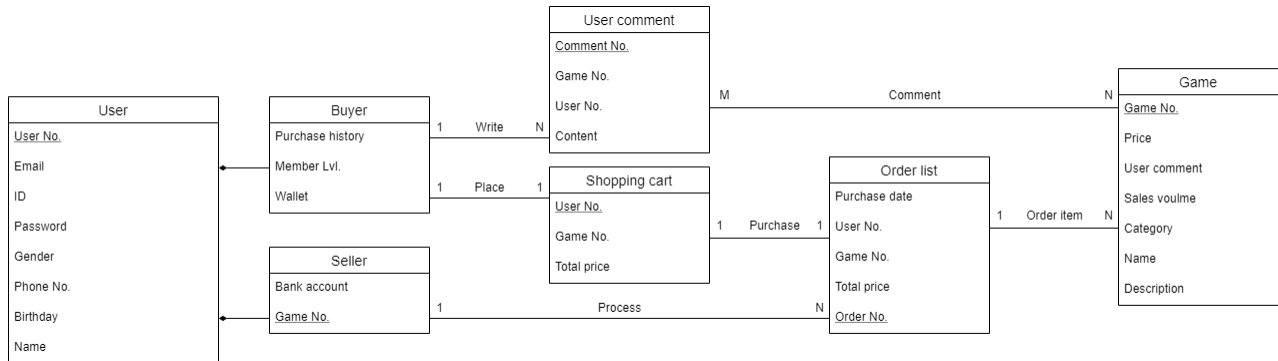 User
User No.
Email
ID
Password
Gender
Phone No.
Birthday
Name
Buyer
Purchase history
Member Lvl.
Wallet
Seller
Bank account
Game No.
1 Write N
1 Place 1
1 Process N
User comment
Comment No.
Game No.
User No.
Content
Shopping cart
User No.
Game No.
Total price
M Comment N
1 Purchase 1
Order list
Purchase date
User No.
Game No.
Total price
Order No.
1 Order item N
Game
Game No.
Price
User comment
Sales voulme
Category
Name
Description